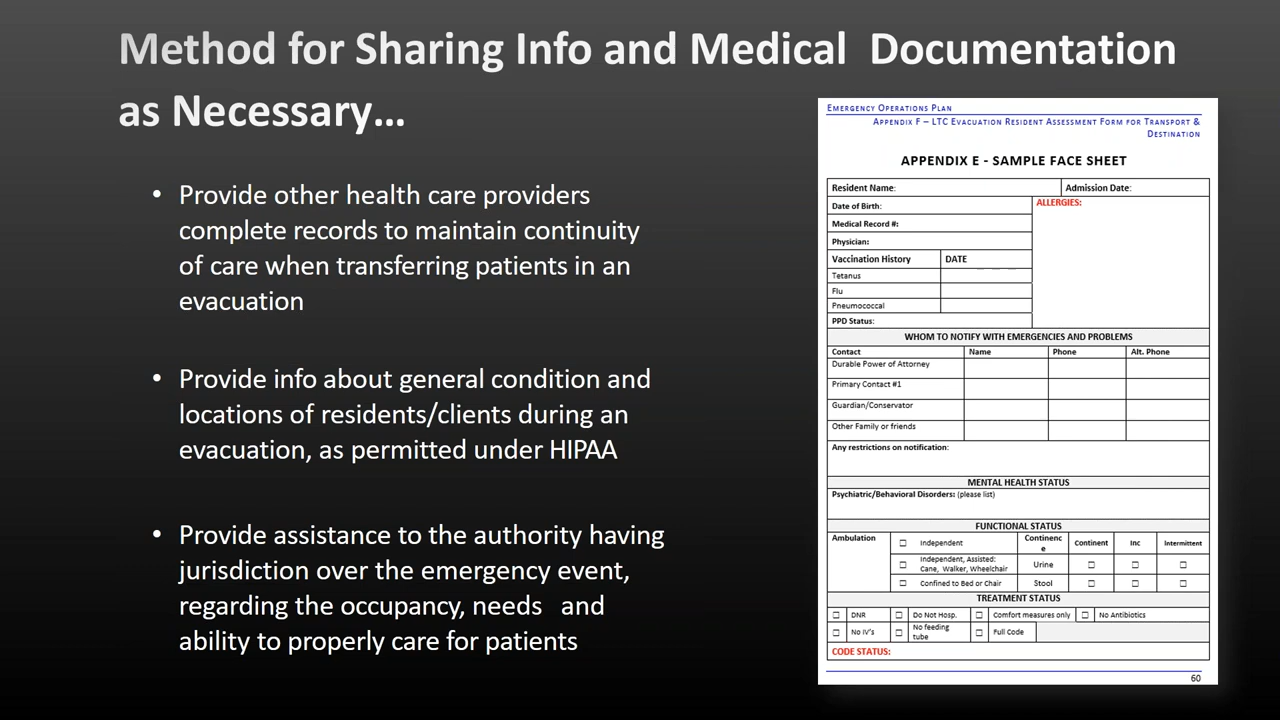 Method for Sharing Info and Medical  Documentation
as Necessary...
• Provide other health care providers
complete records to maintain continuity
of care when transferring patients in an
evacuation
• Provide info about general condition and
locations of residents/clients during an
evacuation, as permitted under HIPAA
• Provide assistance to the authority having
jurisdiction over the emergency event,
regarding the occupancy, needs   and
ability to properly care for patients
Emergency Operations Plan
Appendix F – LTC Evacuation Resident Assessment Form for Transport &
Destination
APPENDIX E - SAMPLE FACE SHEET
Resident Name: Admission Date:
Date of Birth: ALLERGIES:
Medical Record #:
Physician:
Vaccination History DATE
Tetanus
Flu
Pneumococcal
PPD Status:
WHOM TO NOTIFY WITH EMERGENCIES AND PROBLEMS
Contact Name Phone Alt. Phone
Durable Power of Attorney
Primary Contact #1
Guardian/Conservator
Other Family or friends
Any restrictions on notification:
MENTAL HEALTH STATUS
Psychiatric/Behavioral Disorders: (please list)
FUNCTIONAL STATUS
Ambulation ☐ Independent Continenc
e Continent Inc Intermittent
☐ Independent, Assisted:
Cane, Walker, Wheelchair Urine ☐ ☐ ☐
☐ Confined to Bed or Chair Stool ☐ ☐ ☐
TREATMENT STATUS
☐ DNR ☐ Do Not Hosp. ☐ Comfort measures only ☐ No Antibiotics
☐ No IV's ☐ No feeding
tube ☐ Full Code
CODE STATUS:
60